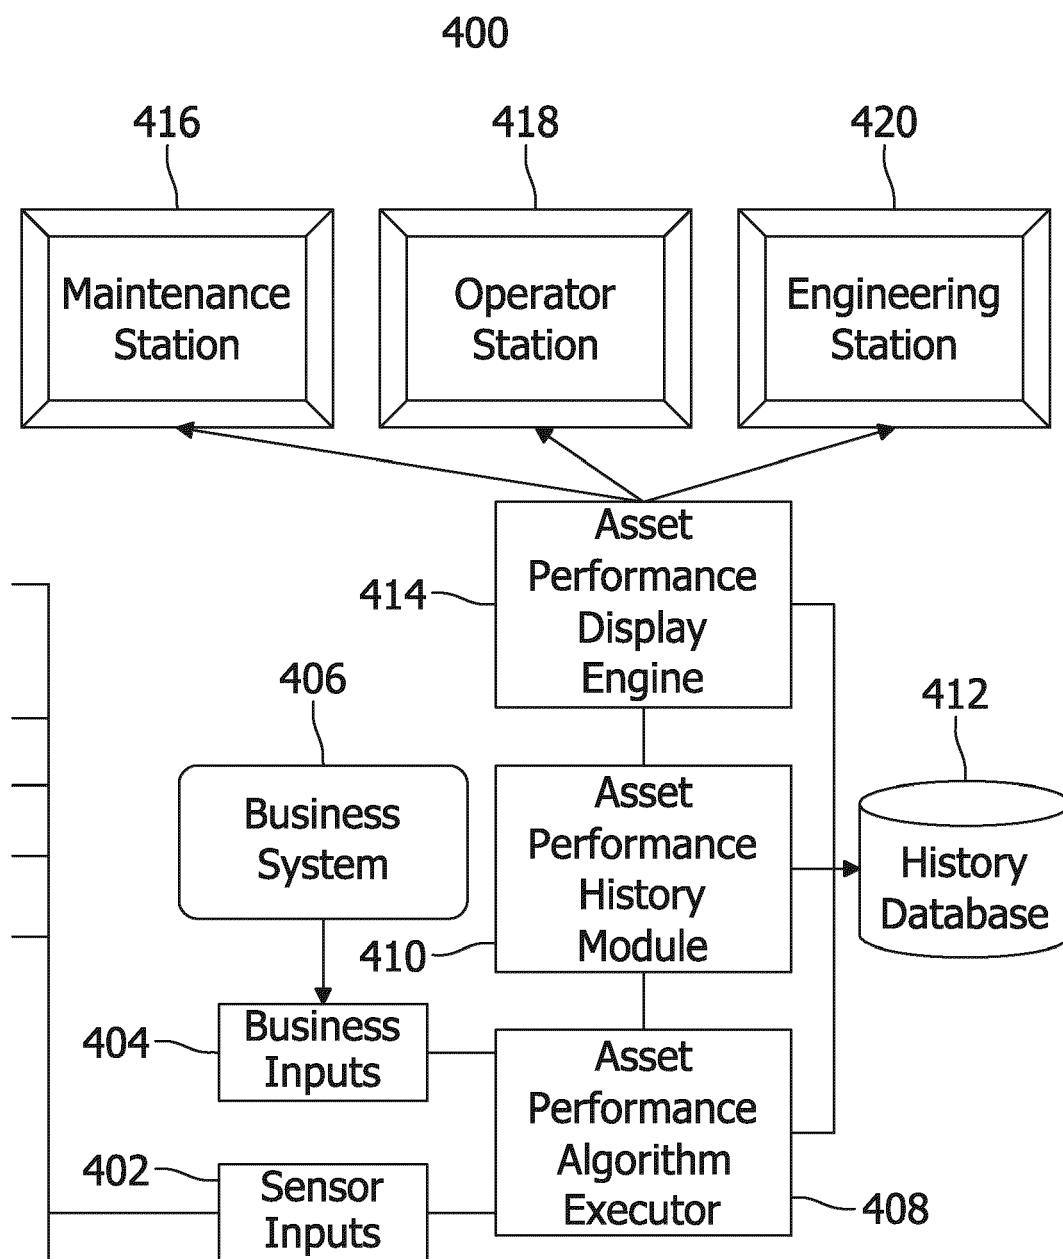 400
416
418
420
Maintenance
Station
Operator
Station
Engineering
Station
414
Asset
Performance
Display
Engine
406
412
Business
System
Asset
Performance
History
Module
History
Database
410
404
Business
Inputs
Asset
Performance
Algorithm
Executor
402
Sensor
Inputs
408